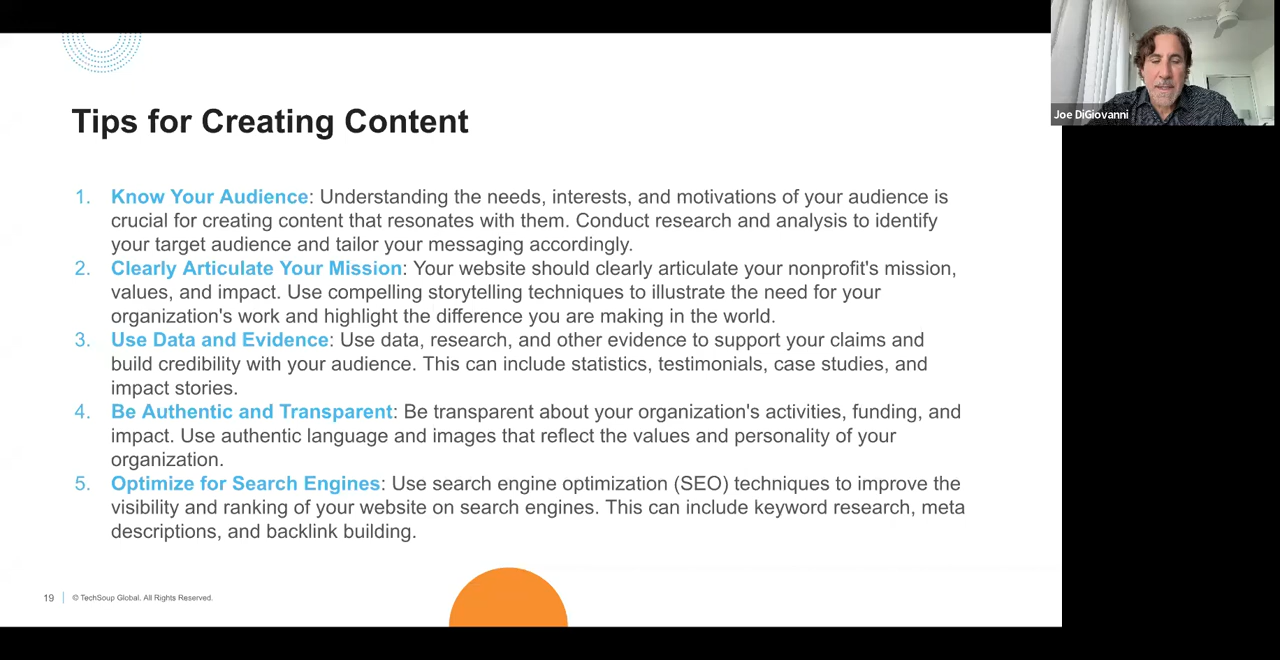 Tips for Creating Content
1. Know Your Audience: Understanding the needs, interests, and motivations of your audience is
crucial for creating content that resonates with them. Conduct research and analysis to identify
your target audience and tailor your messaging accordingly.
2. Clearly Articulate Your Mission: Your website should clearly articulate your nonprofit's mission,
values, and impact. Use compelling storytelling techniques to illustrate the need for your
organization's work and highlight the difference you are making in the world.
3. Use Data and Evidence: Use data, research, and other evidence to support your claims and
build credibility with your audience. This can include statistics, testimonials, case studies, and
impact stories.
4. Be Authentic and Transparent: Be transparent about your organization's activities, funding, and
impact. Use authentic language and images that reflect the values and personality of your
organization.
5. Optimize for Search Engines: Use search engine optimization (SEO) techniques to improve the
visibility and ranking of your website on search engines. This can include keyword research, meta
descriptions, and backlink building.
19 | © TechSoup Global. All Rights Reserved.
Joe DiGiovanni